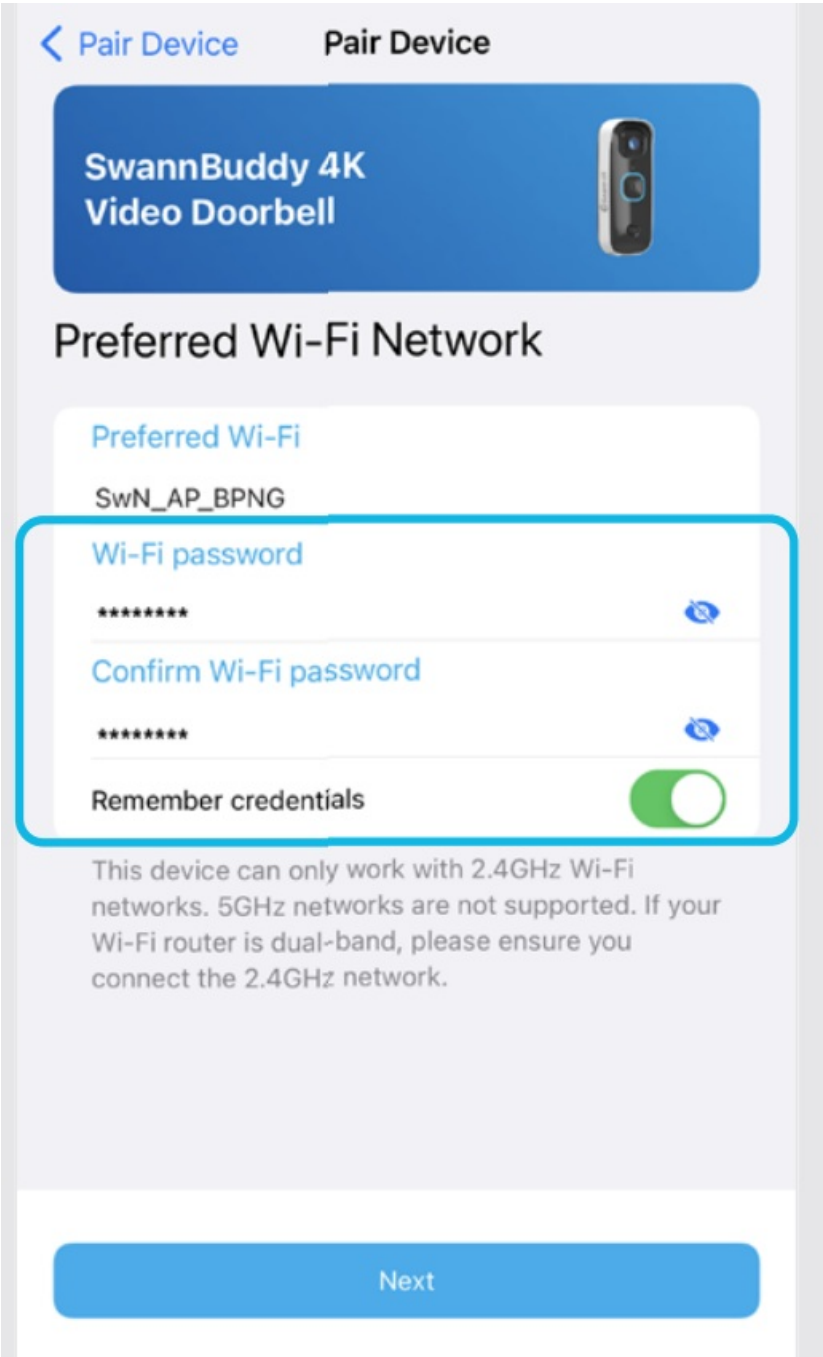 Pair Device
Pair Device
SwannBuddy 4K
Video Doorbell
Preferred Wi-Fi Network
Preferred Wi-Fi
SwN_AP_BPNG
Wi-Fi password
********
Confirm Wi-Fi password
********
Remember credentials
This device can only work with 2.4GHz Wi-Fi
networks. 5GHz networks are not supported. If your
Wi-Fi router is dual-band, please ensure you
connect the 2.4GHz network.
Next